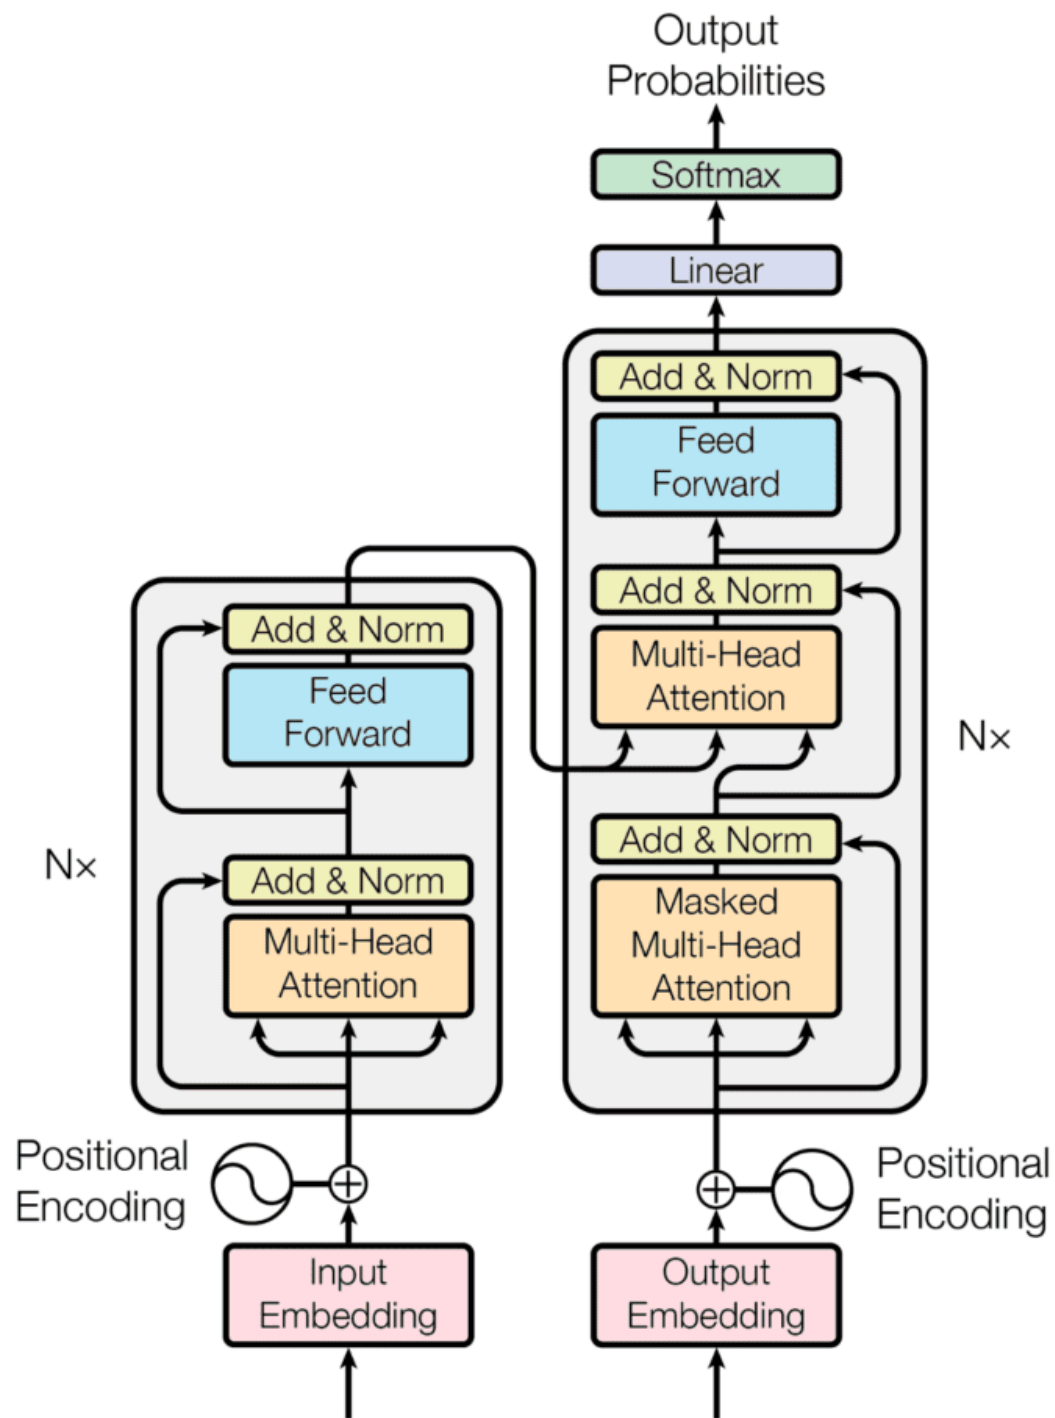 Output
Probabilities
Softmax
Linear
Add & Norm
Feed
Forward
Add & Norm
Multi-Head
Attention
Add & Norm
Masked
Multi-Head
Attention
Nx
Add & Norm
Feed
Forward
Add & Norm
Multi-Head
Attention
Nx
Positional
Encoding
Input
Embedding
Positional
Encoding
Output
Embedding